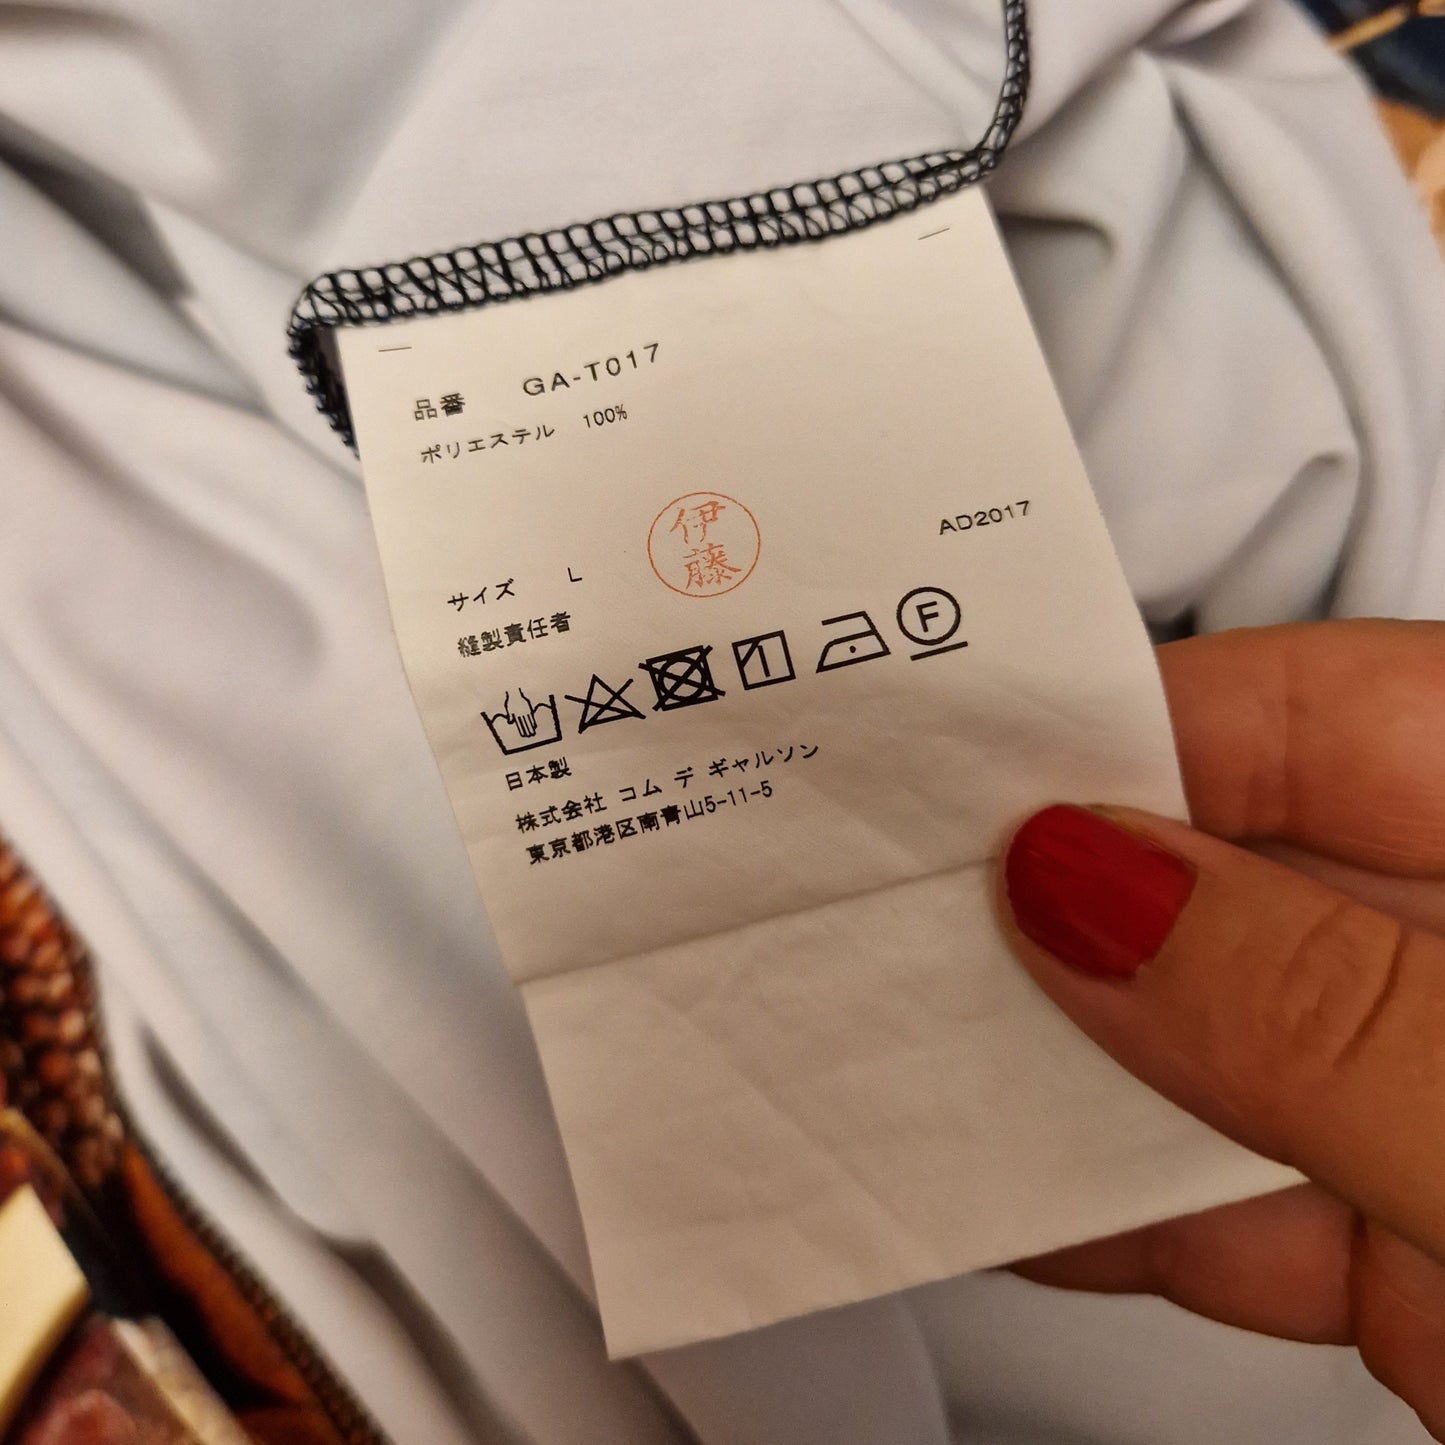 品番 GA-T017
ポリエステル 100%
伊藤
AD2017
サイズ L
縫製責任者
F
日本製
株式会社 コム デ ギャルソン
東京都港区南青山5-11-5